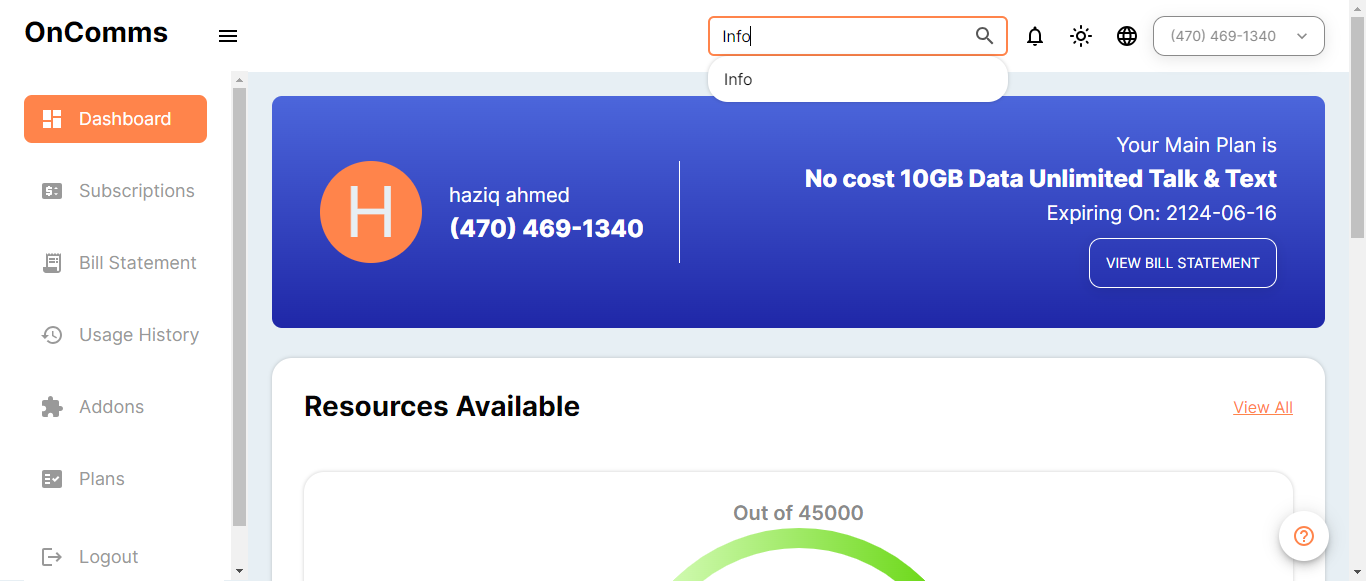 OnComms
Info
(470) 469-1340
Info
Dashboard
Subscriptions
Bill Statement
Usage History
Addons
Plans
Logout
H
haziq ahmed
(470) 469-1340
Your Main Plan is
No cost 10GB Data Unlimited Talk & Text
Expiring On: 2124-06-16
VIEW BILL STATEMENT
Resources Available
View All
Out of 45000